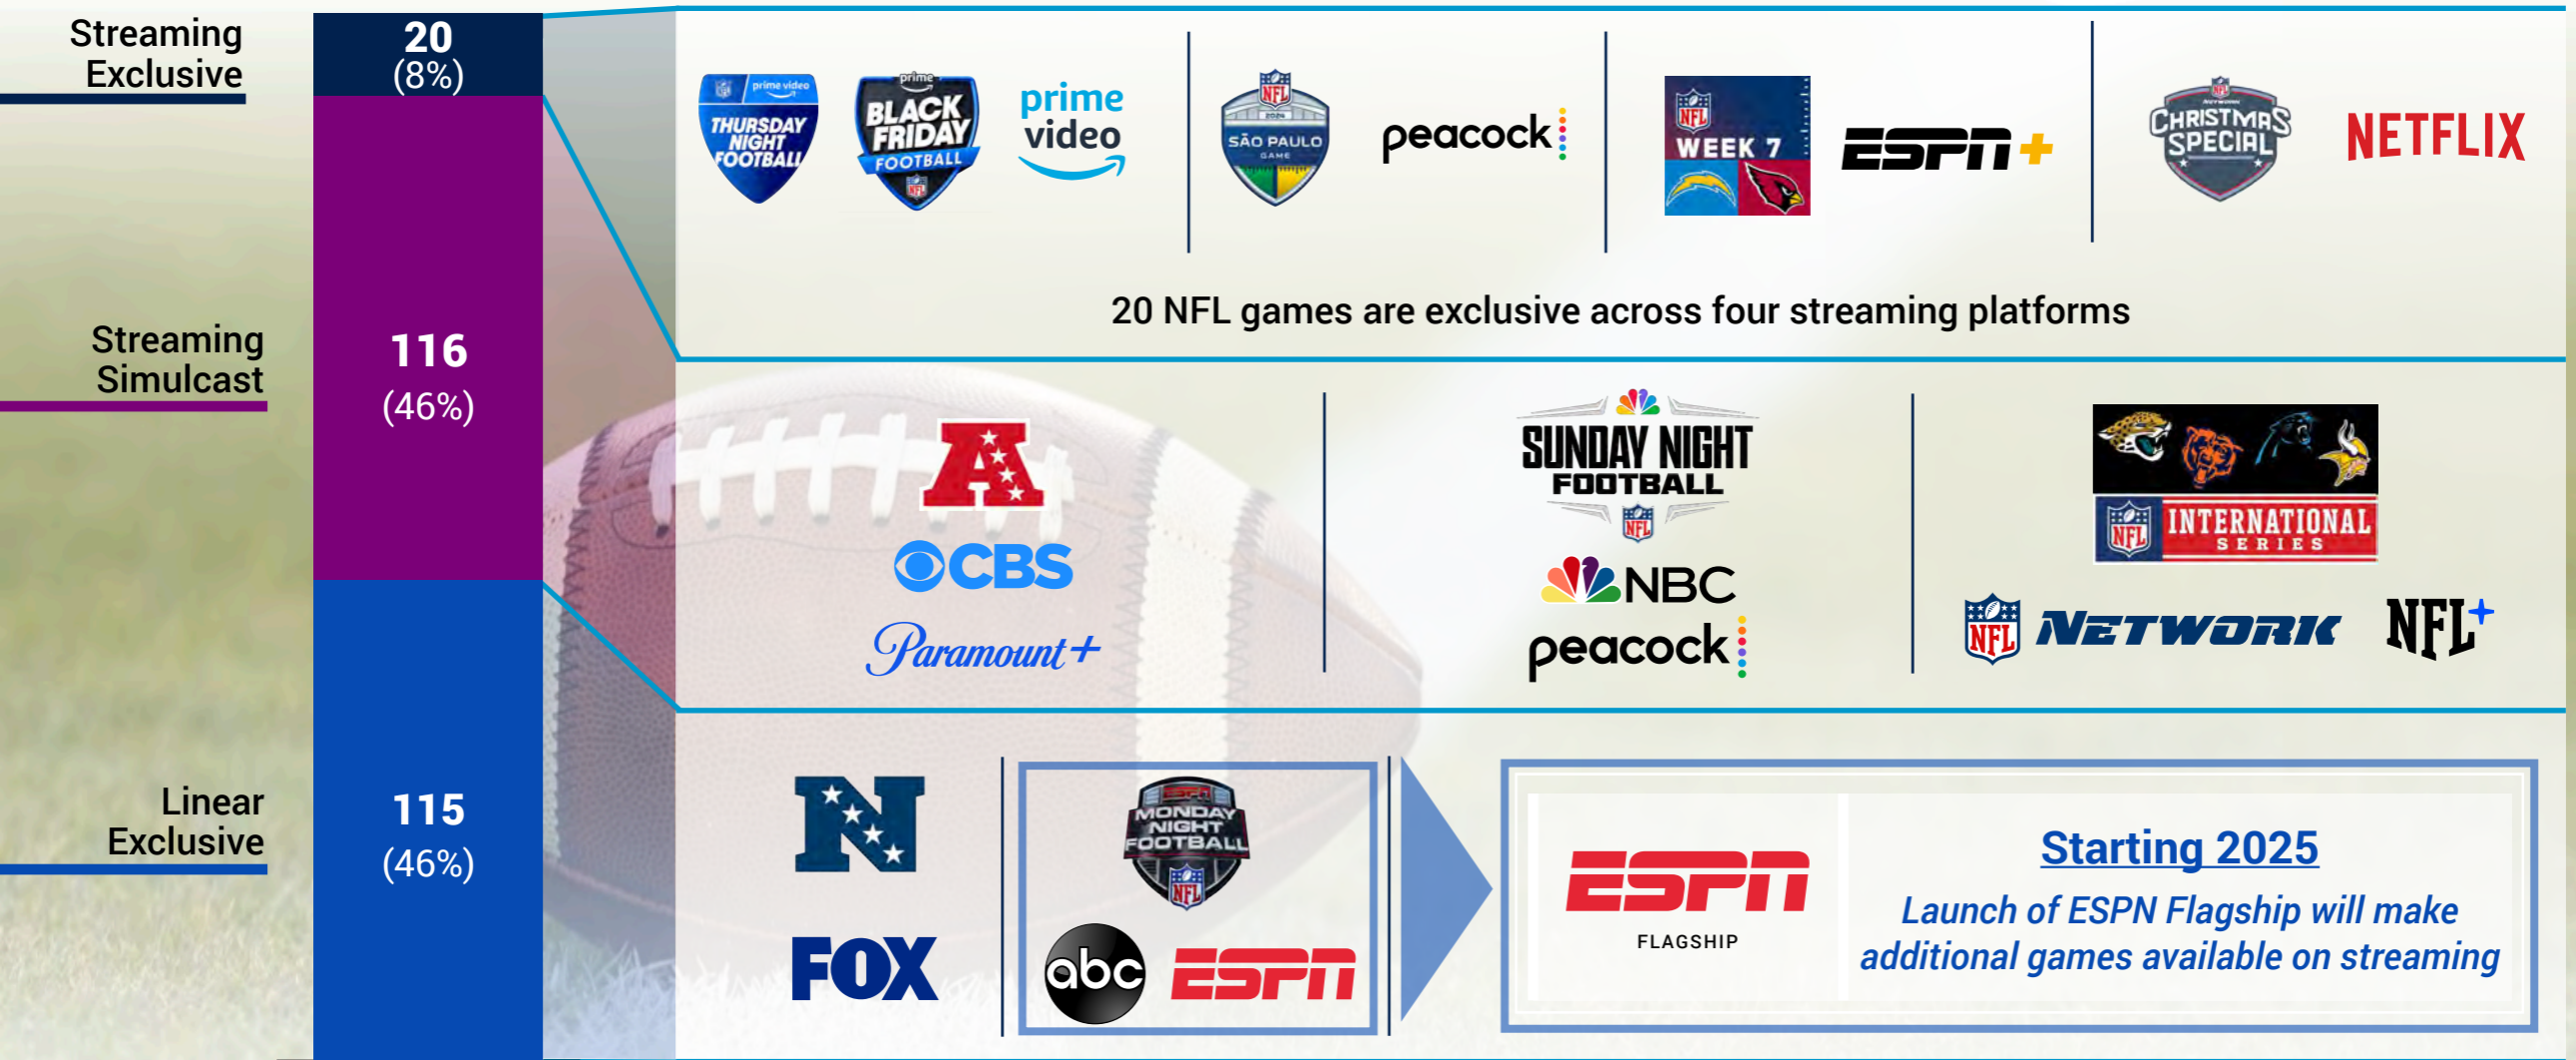 Streaming
Exclusive
20
(8%)
prime video
THURSDAY
NIGHT
FOOTBALL
prime
BLACK
FRIDAY
FOOTBALL
NFL
prime
video
NFL
2024
SÃO PAULO
GAME
peacock
NFL
WEEK 7
ESPN+
NFL
NETWORK
CHRISTMAS
SPECIAL
NETFLIX
20 NFL games are exclusive across four streaming platforms
Streaming
Simulcast
116
(46%)
A
CBS
Paramount+
SUNDAY NIGHT
FOOTBALL
NFL
NBC
peacock
NFL
INTERNATIONAL
SERIES
NFL NETWORK NFL+
Linear
Exclusive
115
(46%)
N
FOX
ESPN
MONDAY
NIGHT
FOOTBALL
NFL
abc ESPN
ESPN
FLAGSHIP
Starting 2025
Launch of ESPN Flagship will make
additional games available on streaming